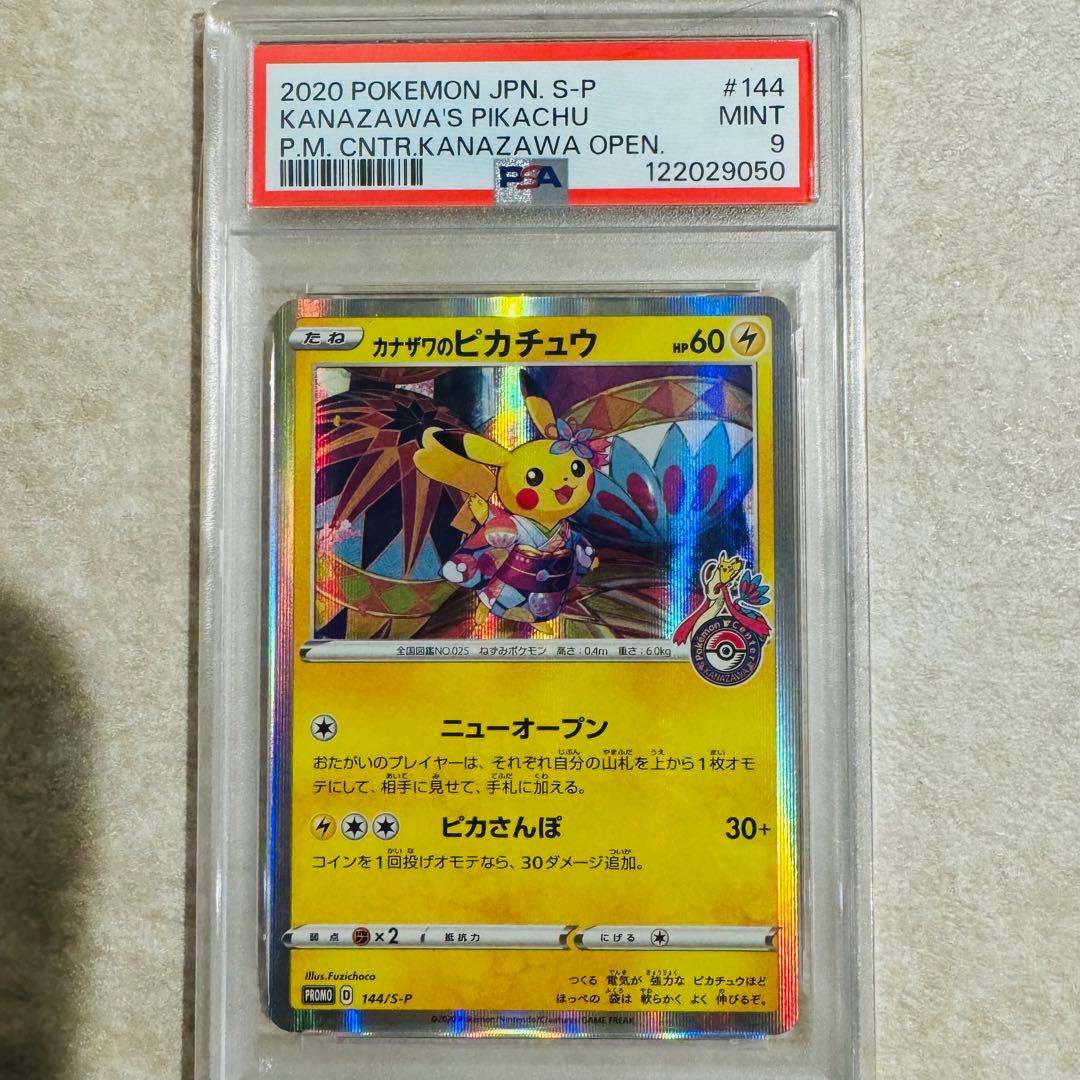 2020 POKEMON JPN. S-P #144
KANAZAWA'S PIKACHU MINT
P.M. CNTR.KANAZAWA OPEN. 9
PSA 122029050
たね カナザワのピカチュウ HP60
全国図鑑NO.025 ねずみポケモン 高さ:0.4m 重さ:6.0kg
Pokémon Center
KANAZAWA
ニューオープン
おたがいのプレイヤーは、それぞれ自分の山札を上から1枚オモ
テにして、相手に見せて、手札に加える。
ピカさんぽ 30+
コインを1回投げオモテなら、30ダメージ追加。
弱点 ×2 抵抗力 にげる
Illus.Fuzichoco
つくる 電気が 強力な ピカチュウほど
ほっぺの 袋は 軟らかく よく 伸びるぞ。
PROMO D 144/S-P
©2020 Pokémon/Nintendo/Creatures/GAME FREAK